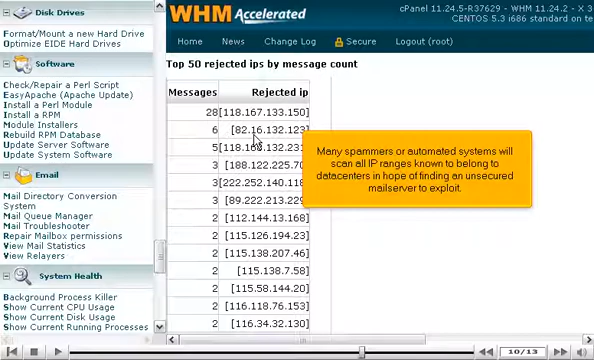 Disk Drives
Format/Mount a new Hard Drive
Optimize EIDE Hard Drives
Software
Check/Repair a Perl Script
EasyApache (Apache Update)
Install a Perl Module
Install a RPM
Module Installers
Rebuild RPM Database
Update Server Software
Update System Software
Email
Mail Directory Conversion
System
Mail Queue Manager
Mail Troubleshooter
Repair Mailbox permissions
View Mail Statistics
View Relayers
System Health
Background Process Killer
Show Current CPU Usage
Show Current Disk Usage
Show Current Running Processes
WHM Accelerated
cPanel 11.24.5-R37629 - WHM 11.24.2 - X 3
CENTOS 5.3 i686 standard on te
Home News Change Log Secure Logout (root)
Top 50 rejected ips by message count
Messages Rejected ip
28 [118.167.133.150]
6 [82.16.132.123]
5 [118.168.132.231
3 [188.122.225.70
3 [222.252.140.118
3 [89.222.213.229
2 [112.144.13.168]
2 [115.126.194.23]
2 [115.138.207.46]
2 [115.138.7.58]
2 [115.58.144.20]
2 [116.118.76.153]
2 [116.34.32.130]
Many spammers or automated systems will
scan all IP ranges known to belong to
datacenters in hope of finding an unsecured
mailserver to exploit.
10/13